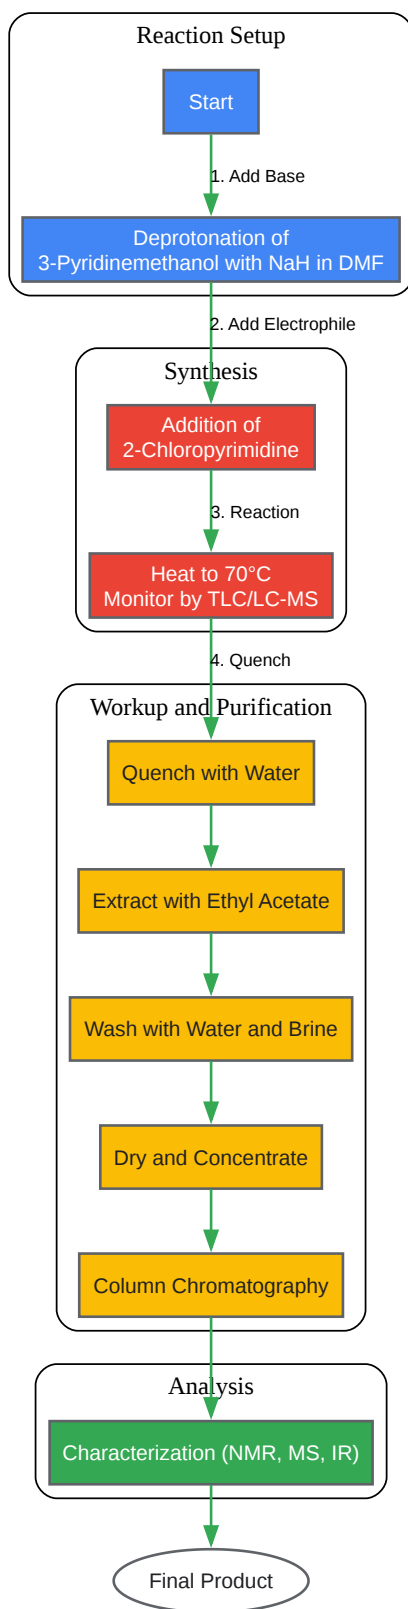 Reaction Setup
Start
1. Add Base
Deprotonation of
3-Pyridinemethanol with NaH in DMF
2. Add Electrophile
Synthesis
Addition of
2-Chloropyrimidine
3. Reaction
Heat to 70°C
Monitor by TLC/LC-MS
4. Quench
Workup and Purification
Quench with Water
Extract with Ethyl Acetate
Wash with Water and Brine
Dry and Concentrate
Column Chromatography
Analysis
Characterization (NMR, MS, IR)
Final Product